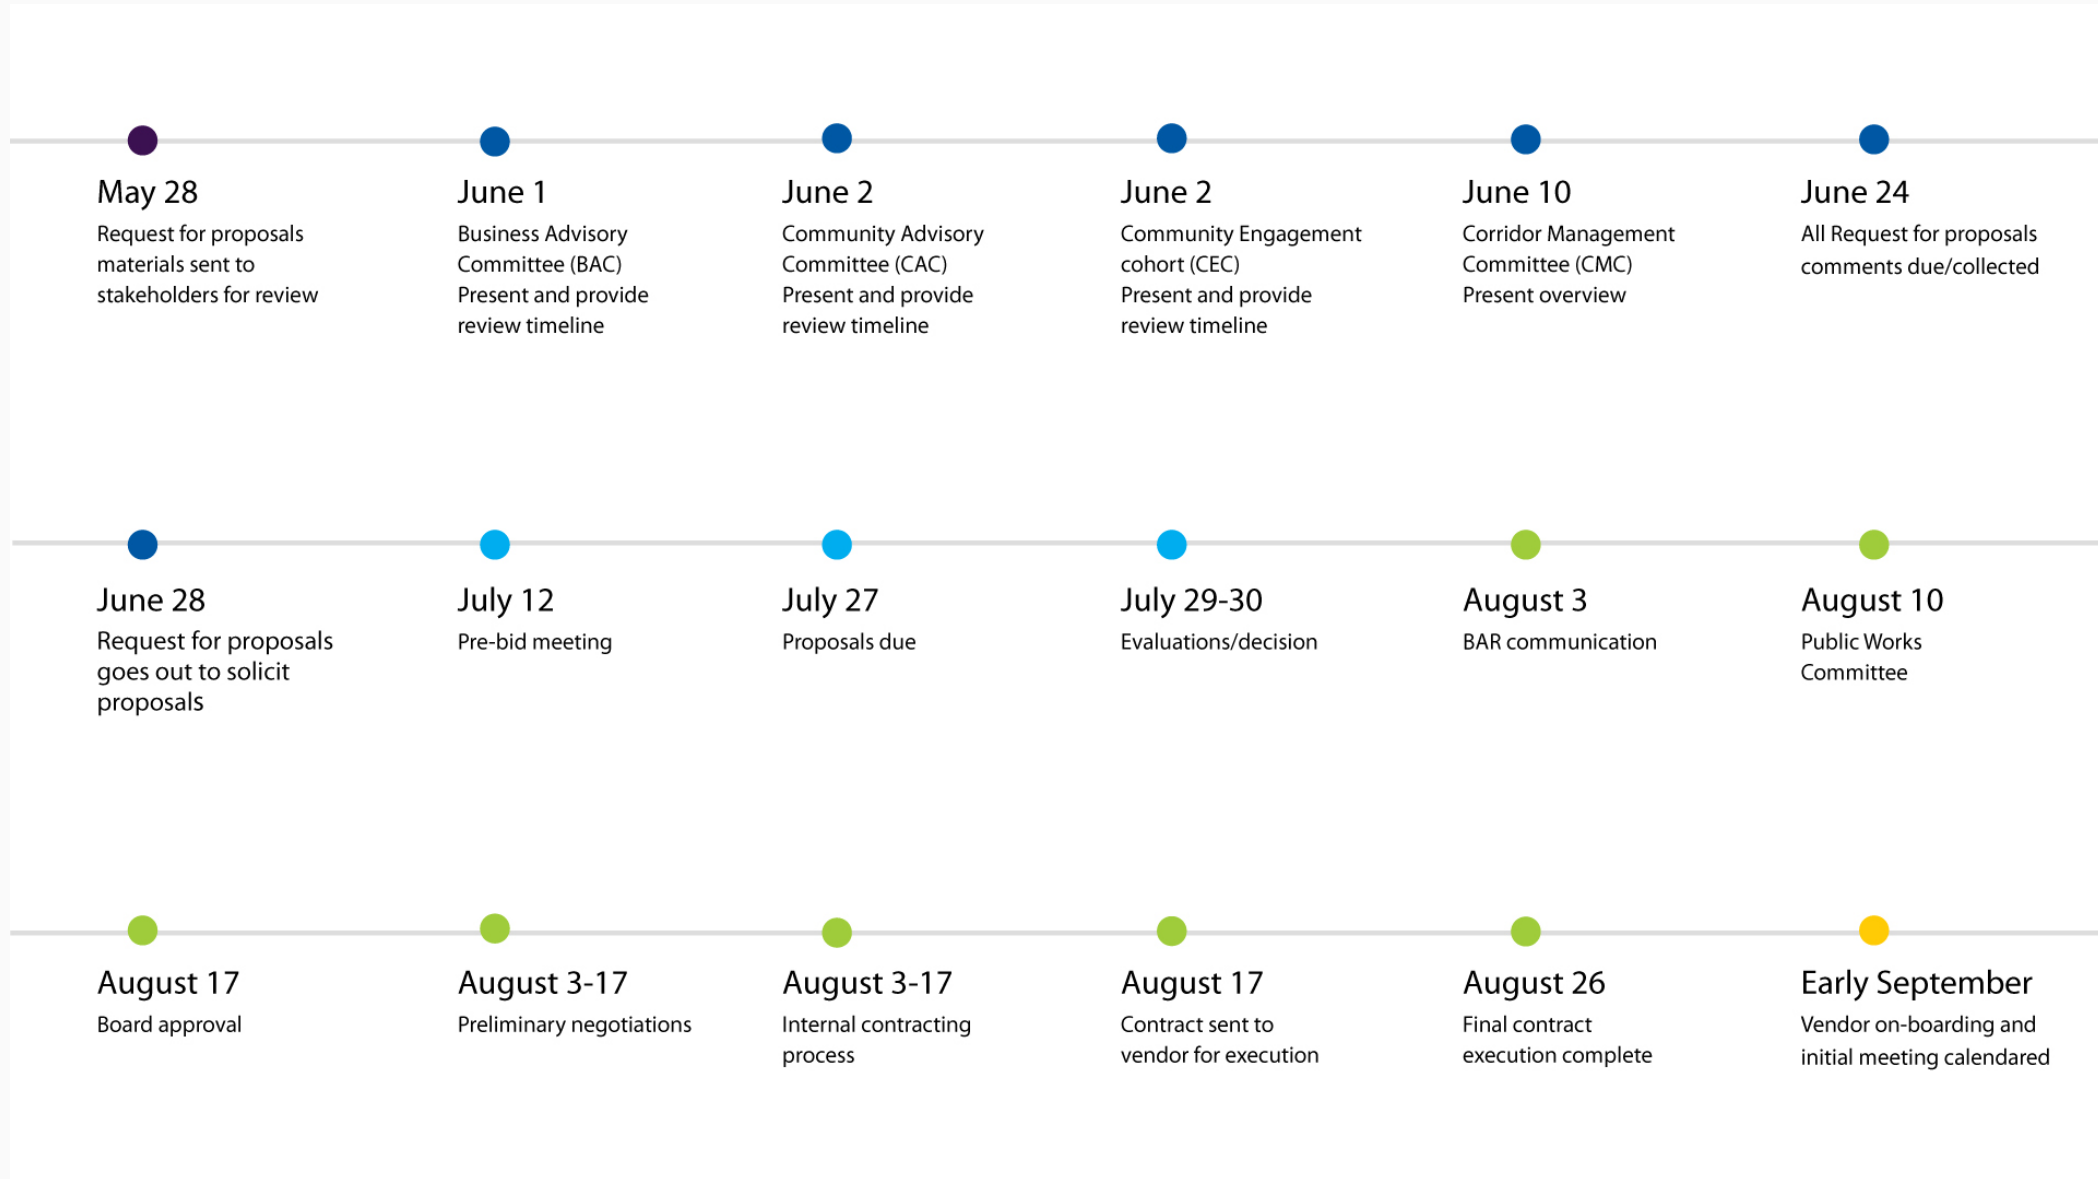 May 28
Request for proposals
materials sent to
stakeholders for review
June 1
Business Advisory
Committee (BAC)
Present and provide
review timeline
June 2
Community Advisory
Committee (CAC)
Present and provide
review timeline
June 2
Community Engagement
cohort (CEC)
Present and provide
review timeline
June 10
Corridor Management
Committee (CMC)
Present overview
June 24
All Request for proposals
comments due/collected
June 28
Request for proposals
goes out to solicit
proposals
July 12
Pre-bid meeting
July 27
Proposals due
July 29-30
Evaluations/decision
August 3
BAR communication
August 10
Public Works
Committee
August 17
Board approval
August 3-17
Preliminary negotiations
August 3-17
Internal contracting
process
August 17
Contract sent to
vendor for execution
August 26
Final contract
execution complete
Early September
Vendor on-boarding and
initial meeting calendared